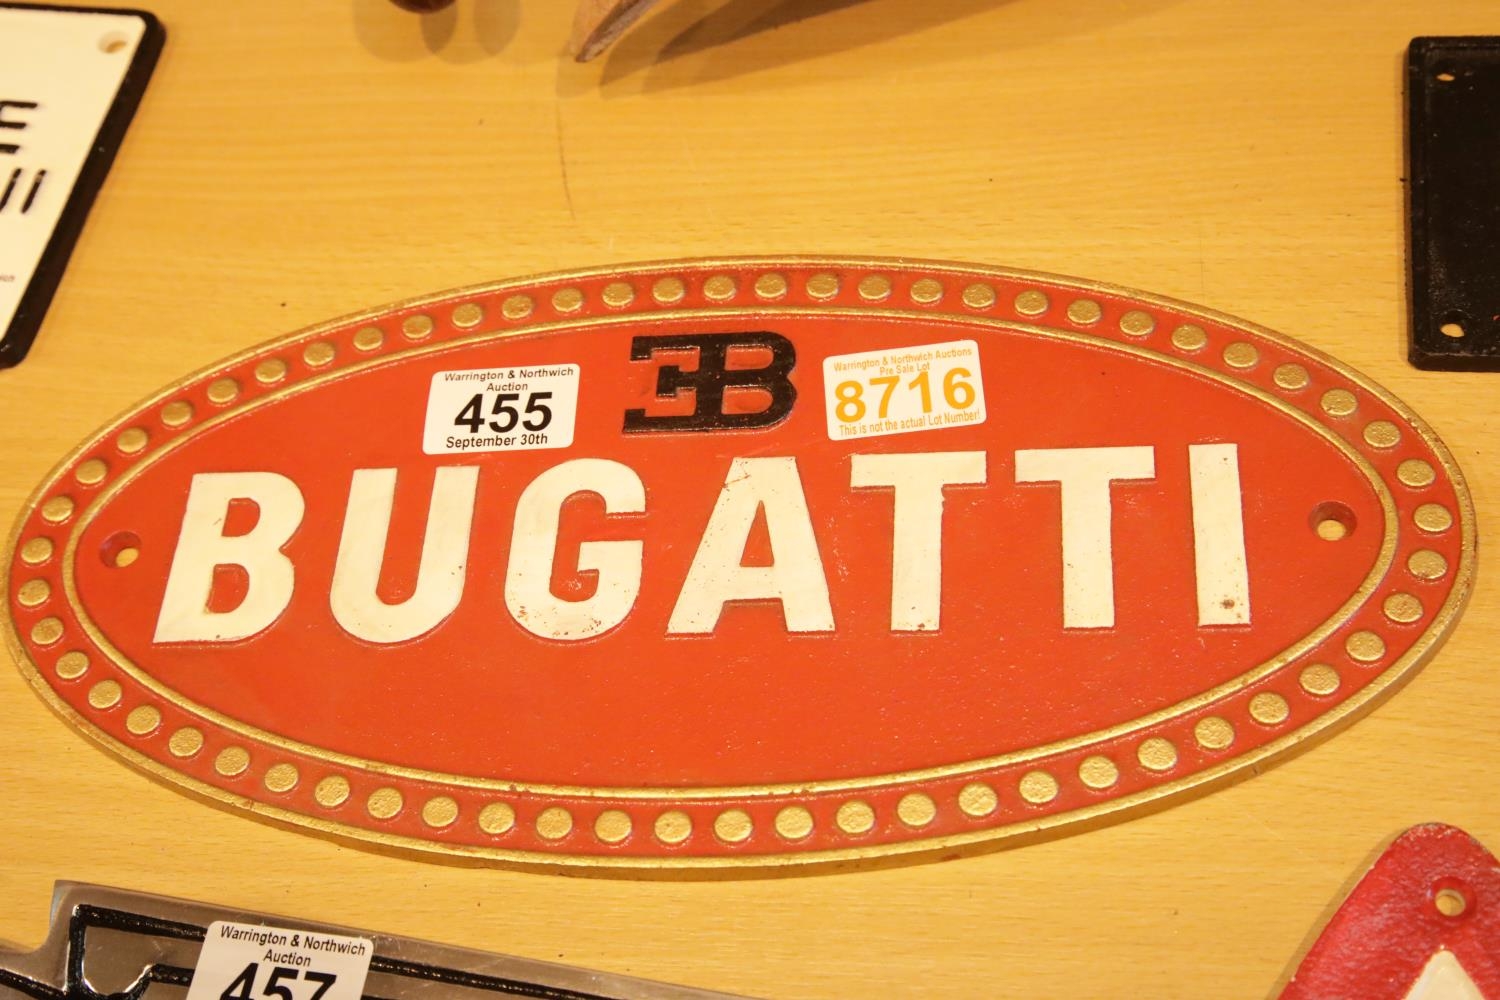 E
Warrington & Northwich
Auction
455
September 30th
EB
Warrington & Northwich Auctions
Pre Sale Lot
8716
This is not the actual Lot Number!
BUGATTI
Warrington & Northwich
Auction
457